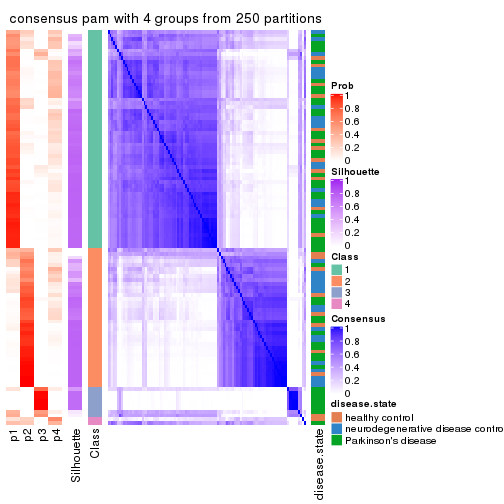 consensus pam with 4 groups from 250 partitions
Prob
1
0.8
0.6
0.4
0.2
0
Silhouette
1
0.8
0.6
0.4
0.2
0
Class
1
2
3
4
Consensus
1
0.8
0.6
0.4
0.2
0
disease.state
healthy control
neurodegenerative disease contro
Parkinson's disease
p1
p2
p3
p4
Silhouette
Class
disease.state